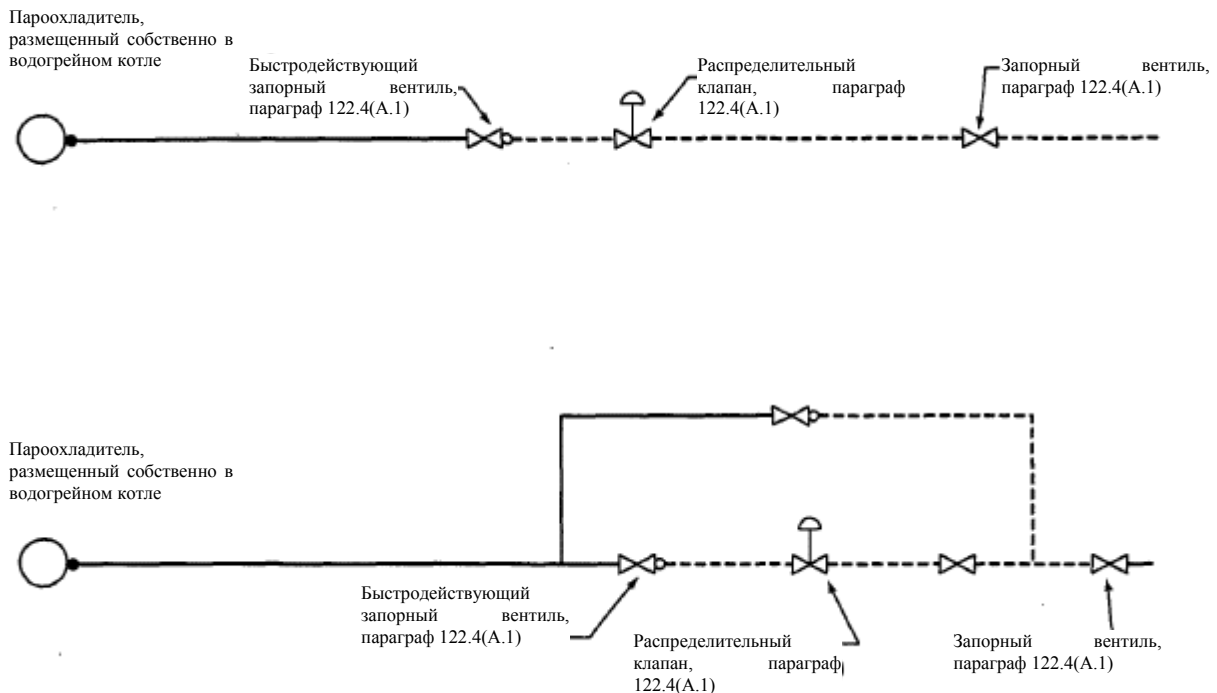 Пароохладитель,
размещенный собственно в
водогрейном котле
Быстродействующий
запорный вентиль,
параграф 122.4(А.1)
Распределительный
клапан, параграф
122.4(А.1)
Запорный вентиль,
параграф 122.4(А.1)
Пароохладитель,
размещенный собственно в
водогрейном котле
Быстродействующий
запорный вентиль,
параграф 122.4(А.1)
Распределительный
клапан, параграф
122.4(А.1)
Запорный вентиль,
параграф 122.4(А.1)